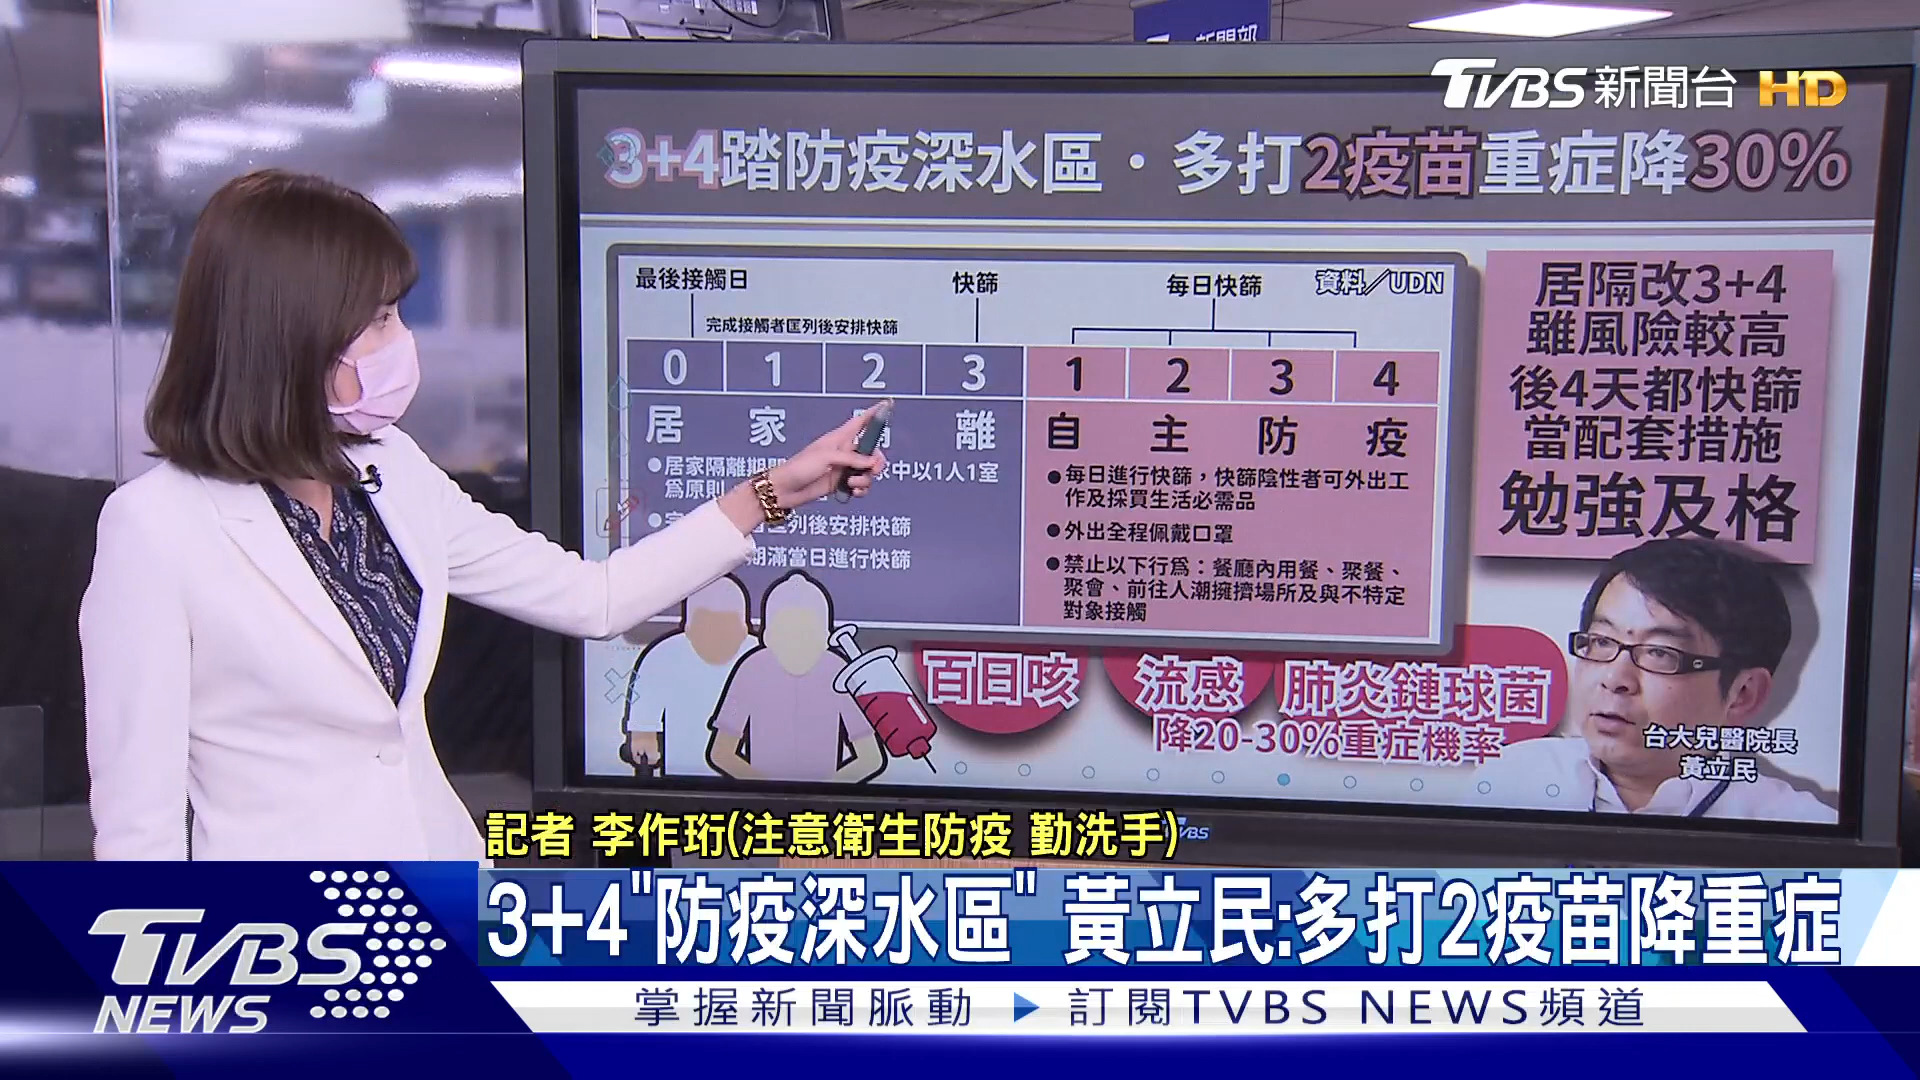 新聞部
TVBS新聞台 HD
3+4踏防疫深水區．多打2疫苗重症降30%
最後接觸日
快篩
每日快篩
資料／UDN
完成接觸者匡列後安排快篩
0 1 2 3 1 2 3 4
居家隔離
自主防疫
居家隔離期
家中以1人1室
為原則
匡列後安排快篩
期滿當日進行快篩
每日進行快篩，快篩陰性者可外出工
作及採買生活必需品
外出全程佩戴口罩
禁止以下行為：餐廳內用餐、聚餐、
聚會、前往人潮擁擠場所及與不特定
對象接觸
居隔改3+4
雖風險較高
後4天都快篩
當配套措施
勉強及格
百日咳
流感
肺炎鏈球菌
降20-30%重症機率
台大兒醫院長
黃立民
TVBS
記者 李作珩(注意衛生防疫 勤洗手)
3+4"防疫深水區" 黃立民:多打2疫苗降重症
TVBS
NEWS
掌握新聞脈動 ▶ 訂閱TVBS NEWS頻道